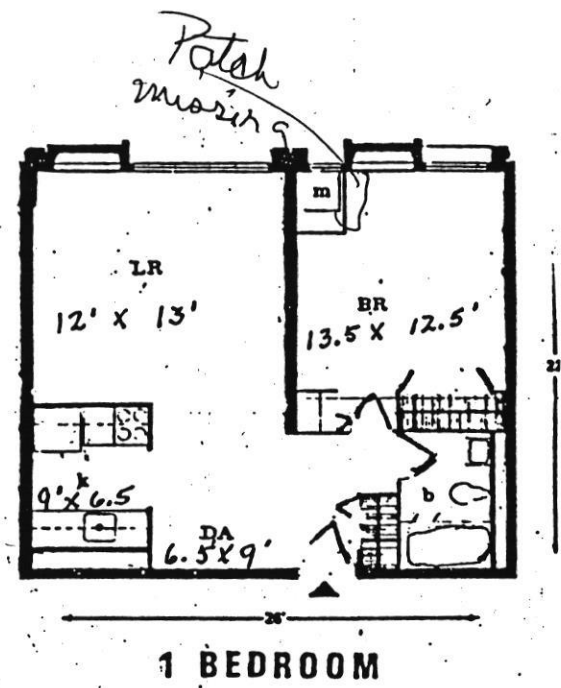 Patch
missing
m
LR
12' X 13'
BR
13.5 X 12.5'
k
9' X 6.5
b
DA
6.5 X 9'
26'
1 BEDROOM